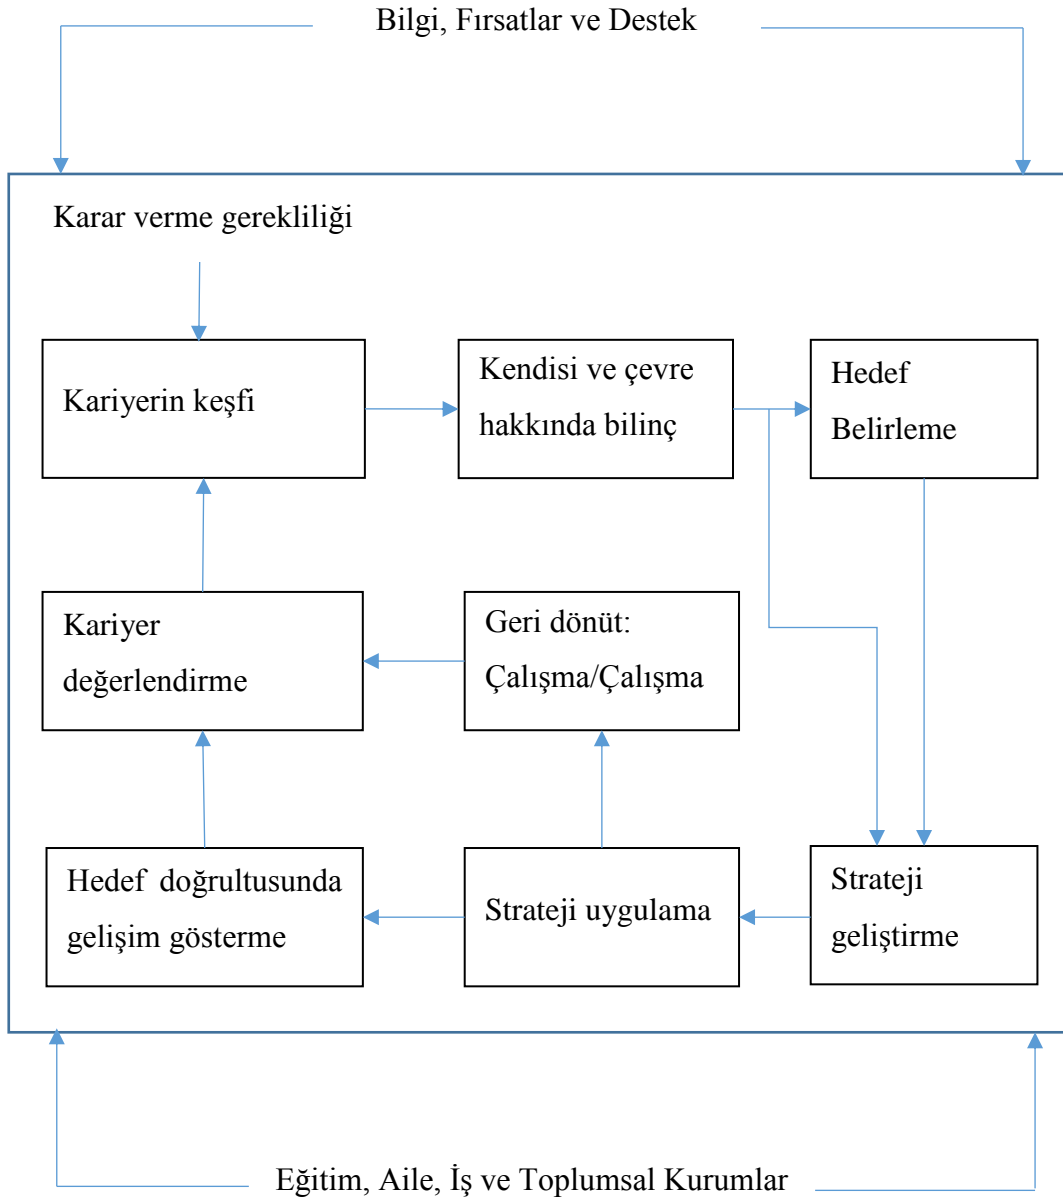 Bilgi, Fırsatlar ve Destek
Karar verme gerekliliği
Kariyerin keşfi
Kendisi ve çevre
hakkında bilinç
Hedef
Belirleme
Kariyer
değerlendirme
Geri dönüt:
Çalışma/Çalışma
Hedef doğrultusunda
gelişim gösterme
Strateji uygulama
Strateji
geliştirme
Eğitim, Aile, İş ve Toplumsal Kurumlar